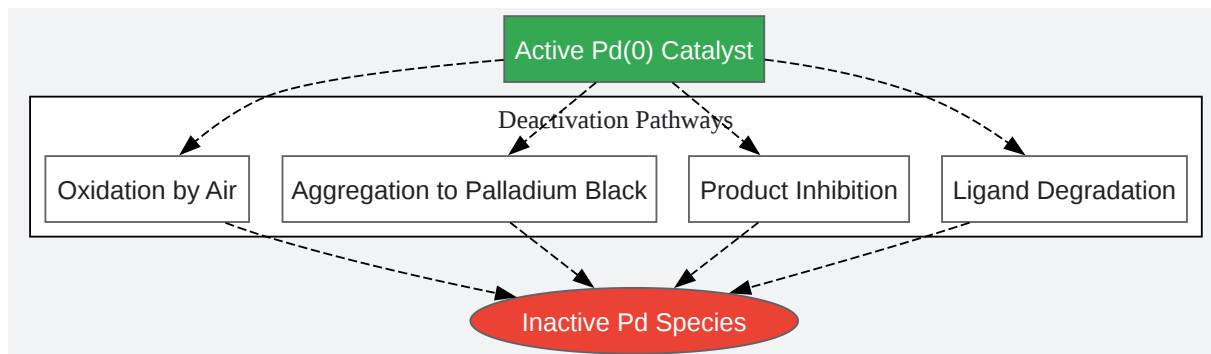 Active Pd(0) Catalyst
Deactivation Pathways
Oxidation by Air
Aggregation to Palladium Black
Product Inhibition
Ligand Degradation
Inactive Pd Species